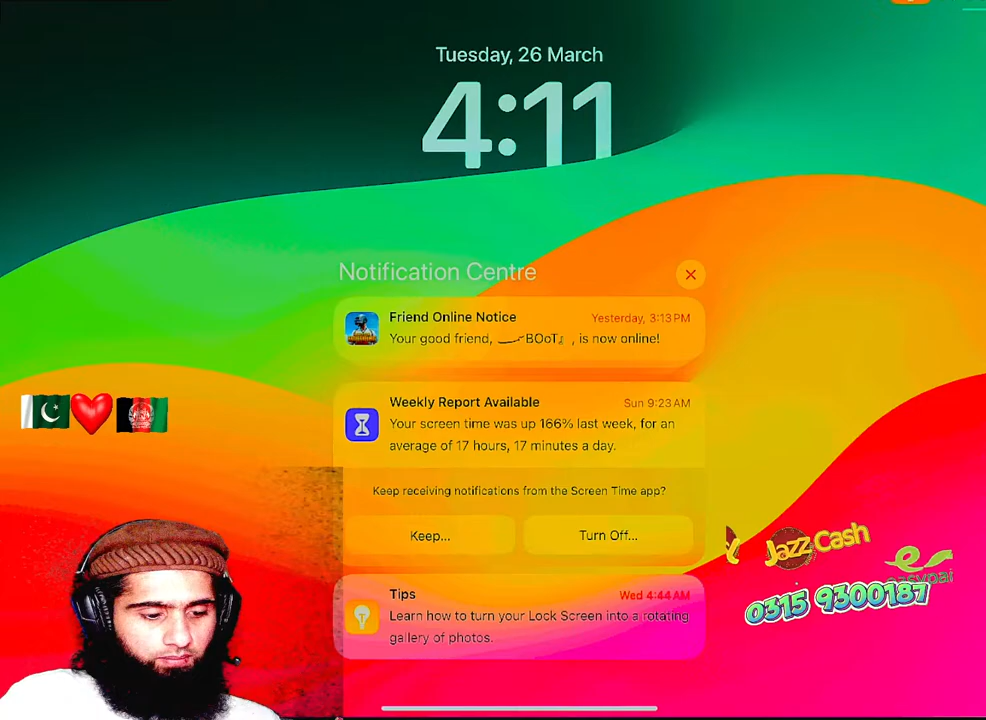 Tuesday, 26 March
4:11
Notification Centre
Friend Online Notice
Yesterday, 3:13 PM
Your good friend, BOoT, is now online!
Weekly Report Available
Sun 9:23 AM
Your screen time was up 166% last week, for an
average of 17 hours, 17 minutes a day.
Keep receiving notifications from the Screen Time app?
Keep...
Turn Off...
JazzCash
easypai
0315 9300187
Tips
Wed 4:44 AM
Learn how to turn your Lock Screen into a rotating
gallery of photos.